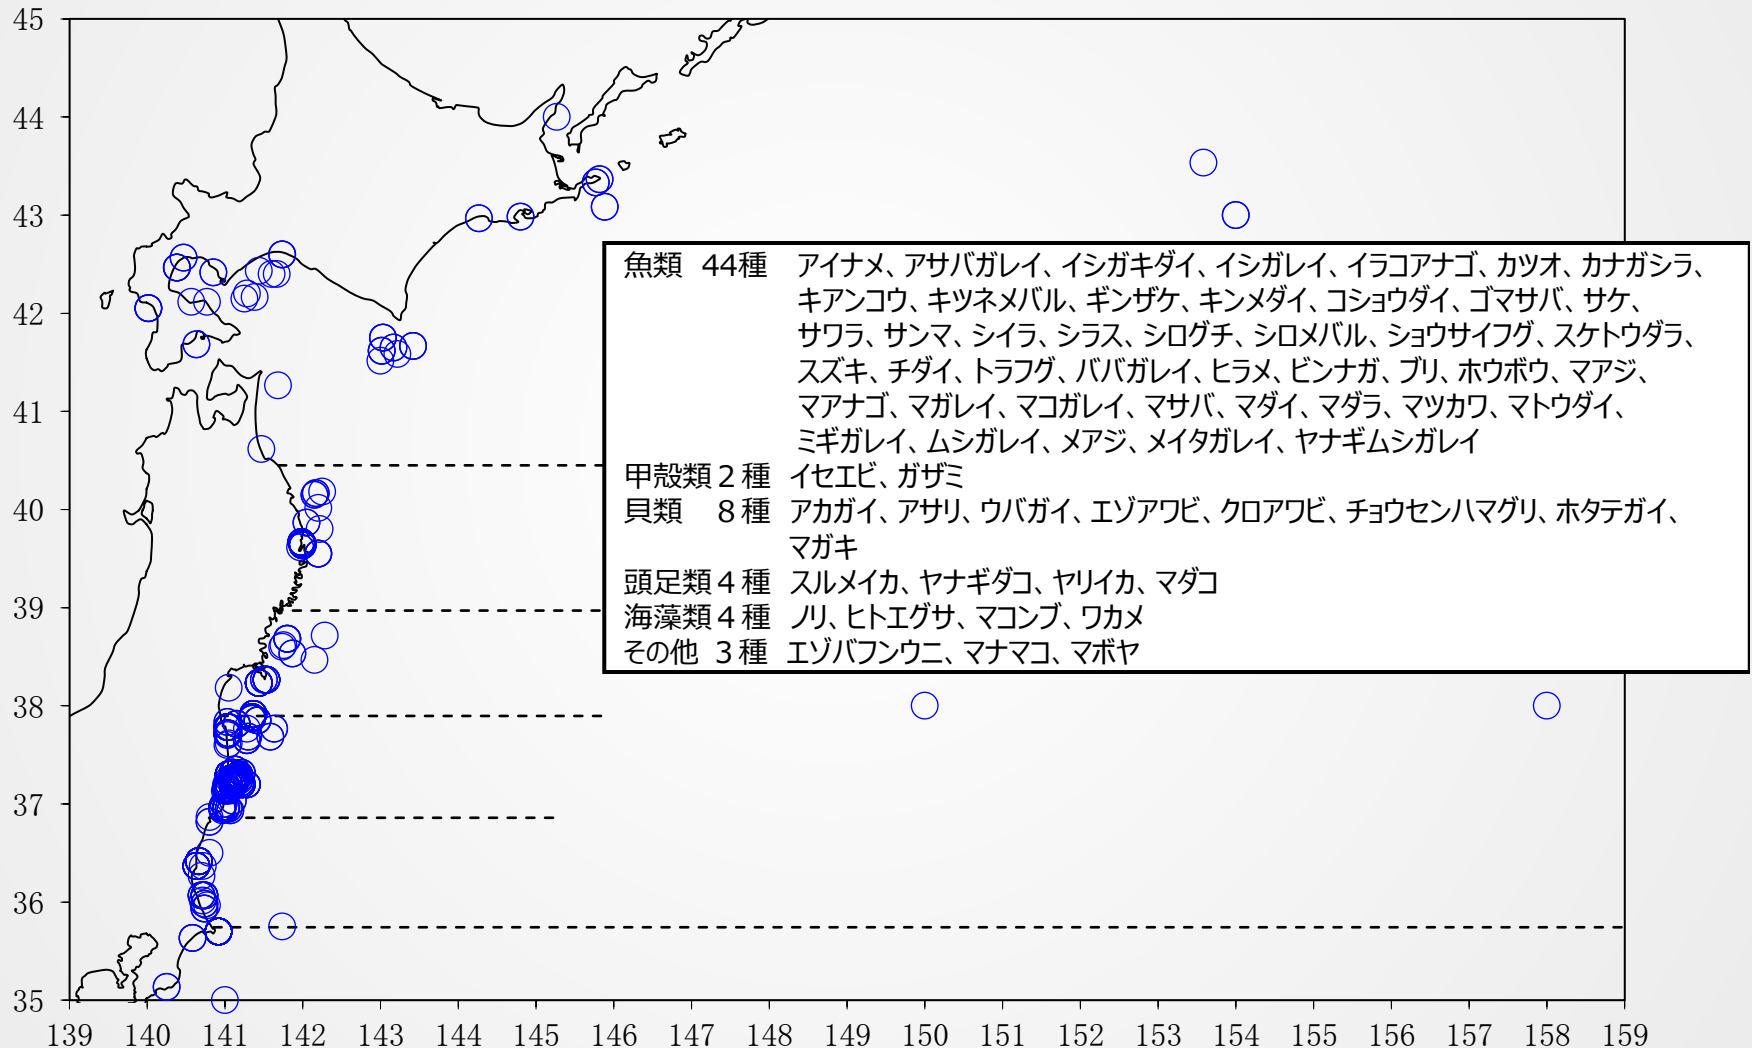 45
44
43
42
41
40
39
38
37
36
35
魚類 44種 アイナメ、アサバガレイ、イシガキダイ、イシガレイ、イラコアナゴ、カツオ、カナガシラ、
キアンコウ、キツネメバル、ギンザケ、キンメダイ、コショウダイ、ゴマサバ、サケ、
サワラ、サンマ、シイラ、シラス、シログチ、シロメバル、ショウサイフグ、スケトウダラ、
スズキ、チダイ、トラフグ、ババガレイ、ヒラメ、ビンナガ、ブリ、ホウボウ、マアジ、
マアナゴ、マガレイ、マコガレイ、マサバ、マダイ、マダラ、マツカワ、マトウダイ、
ミギガレイ、ムシガレイ、メアジ、メイタガレイ、ヤナギムシガレイ
甲殻類２種 イセエビ、ガザミ
貝類 8種 アカガイ、アサリ、ウバガイ、エゾアワビ、クロアワビ、チョウセンハマグリ、ホタテガイ、
マガキ
頭足類４種 スルメイカ、ヤナギダコ、ヤリイカ、マダコ
海藻類４種 ノリ、ヒトエグサ、マコンブ、ワカメ
その他 ３種 エゾバフンウニ、マナマコ、マボヤ
139 140 141 142 143 144 145 146 147 148 149 150 151 152 153 154 155 156 157 158 159